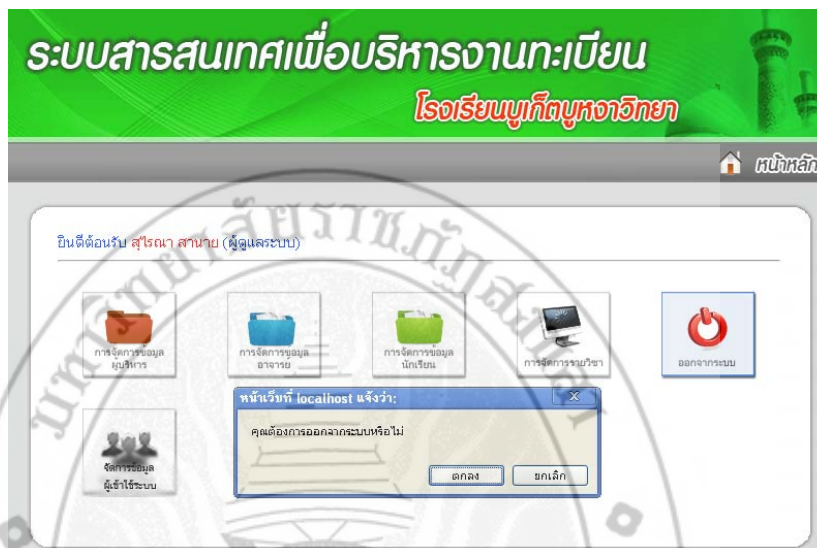 ระบบสารสนเทศเพื่อบริหารงานทะเบียน
โรงเรียนบูเก็ตบูหงาวิทยา
หน้าหลัก
ยินดีต้อนรับ สุไรณา สานาย (ผู้ดูแลระบบ)
การจัดการข้อมูล
ผู้บริหาร
การจัดการข้อมูล
อาจารย์
การจัดการข้อมูล
นักเรียน
การจัดการรายวิชา
ออกจากระบบ
จัดการข้อมูล
ผู้เข้าใช้ระบบ
หน้าเว็บที่ localhost แจ้งว่า:
X
คุณต้องการออกจากระบบหรือไม่
ตกลง
ยกเลิก